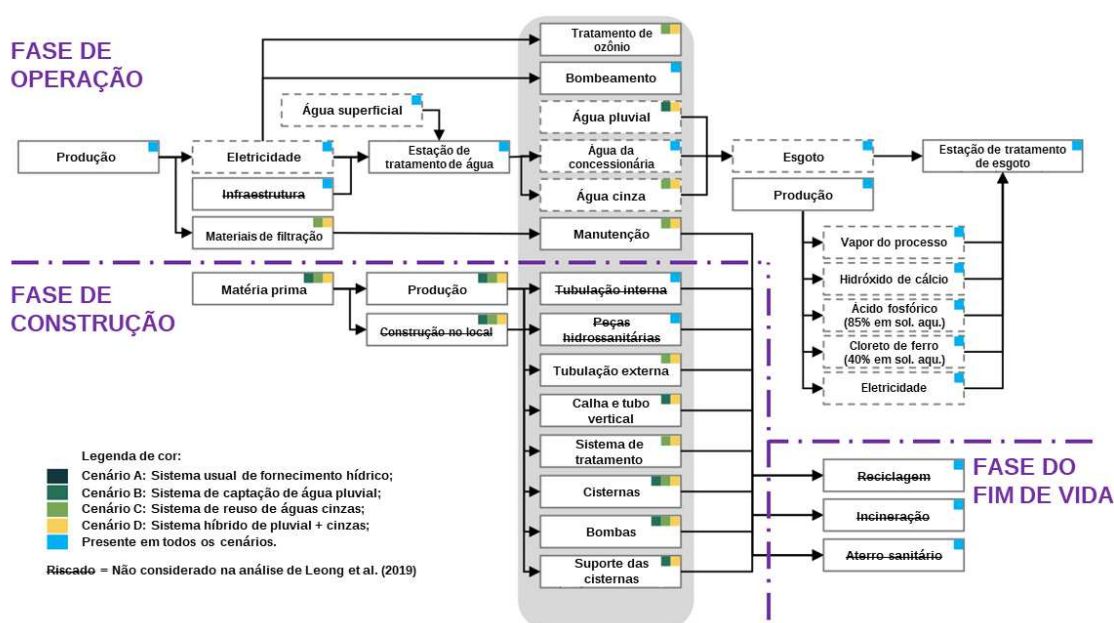 FASE DE
OPERAÇÃO
Tratamento de
ozônio
Bombeamento
Água superficial
Água pluvial
Produção
Eletricidade
Estação de
tratamento de água
Água da
concessionária
Esgoto
Estação de tratamento
de esgoto
Infraestrutura
Água cinza
Produção
Materiais de filtração
Manutenção
Vapor do processo
Hidróxido de cálcio
Ácido fosfórico
(85% em sol. aqu.)
Cloreto de ferro
(40% em sol. aqu.)
Eletricidade
FASE DE
CONSTRUÇÃO
Matéria prima
Produção
Construção no local
Tubulação interna
Peças
hidrossanitárias
Tubulação externa
Calha e tubo
vertical
Sistema de
tratamento
Cisternas
Bombas
Suporte das
cisternas
Legenda de cor:
Cenário A: Sistema usual de fornecimento hídrico;
Cenário B: Sistema de captação de água pluvial;
Cenário C: Sistema de reuso de águas cinzas;
Cenário D: Sistema híbrido de pluvial + cinzas;
Presente em todos os cenários.
Riscado = Não considerado na análise de Leong et al. (2019)
FASE DO
FIM DE VIDA
Reciclagem
Incineração
Aterro sanitário